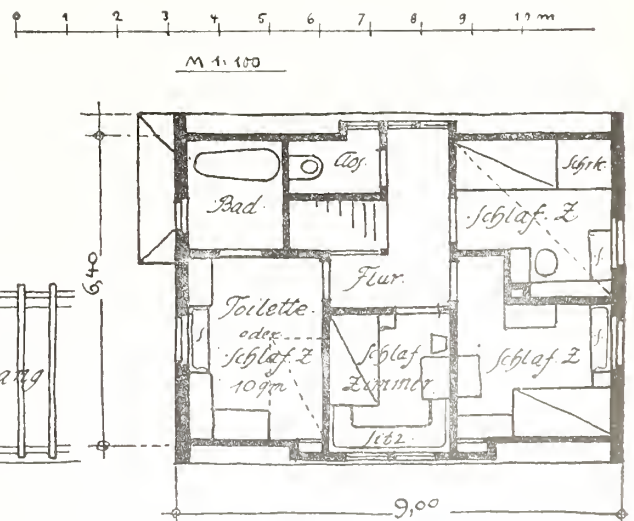 0 1 2 3 4 5 6 7 8 9 10 m
M 1:100
Clos.
Schrk.
Bad.
Schlaf. Z
S.
6,40
Flur.
Toilette.
oder
Schlaf. Z
10 qm
S.
Schlaf
Zimmer.
Schlaf. Z
S.
ang
Sitz.
9,00